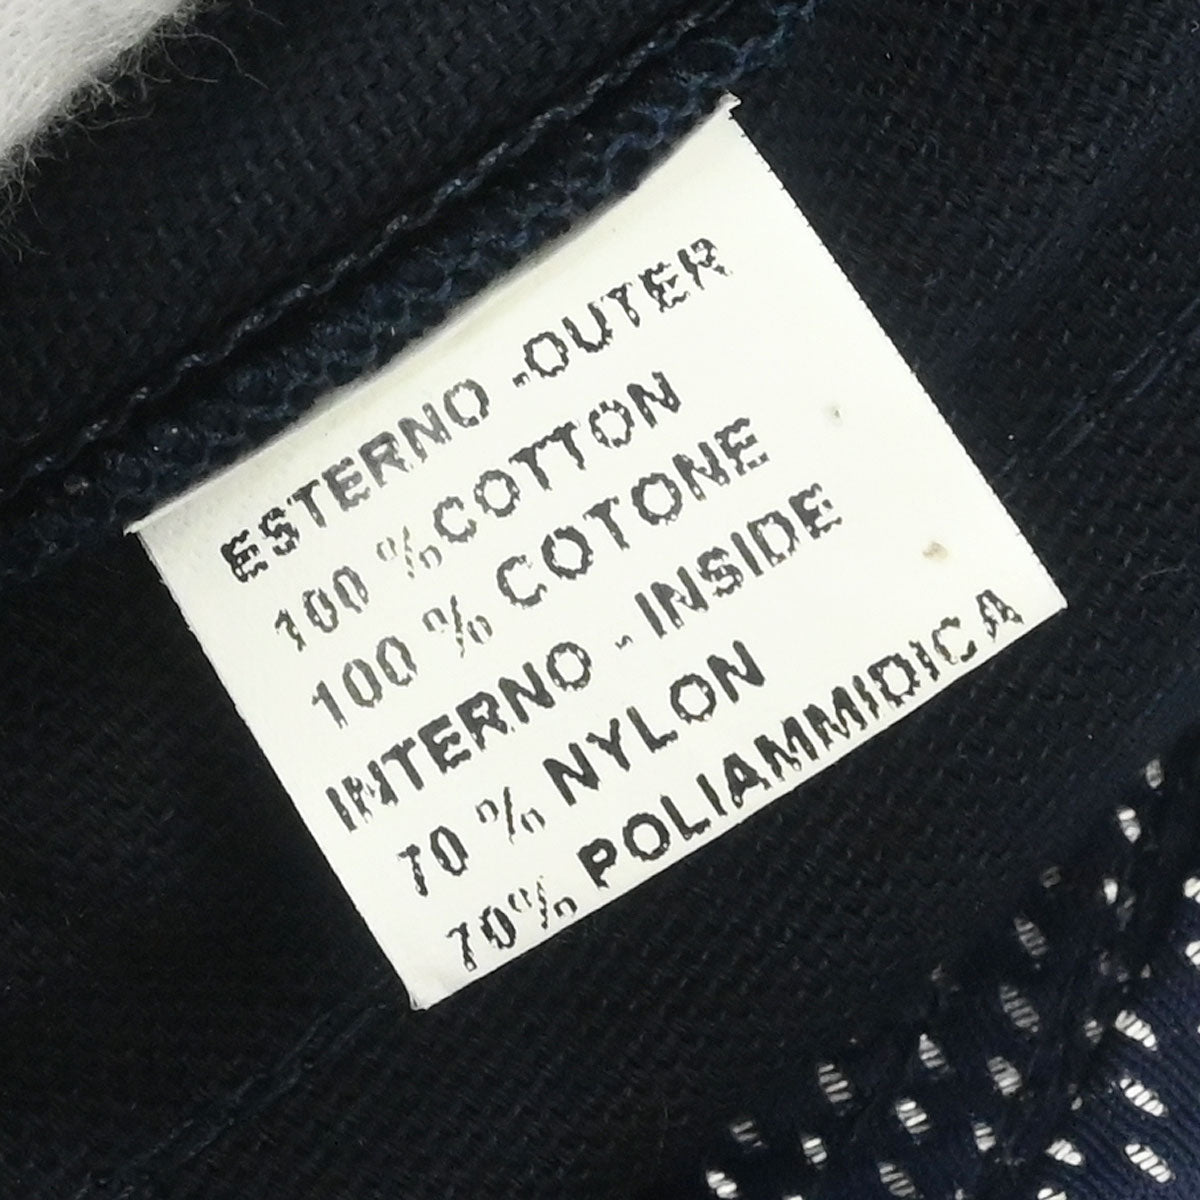 ESTERNO -OUTER
100 %COTTON
100 % COTONE
INTERNO - INSIDE
70 % NYLON
70% POLIAMMIDICA